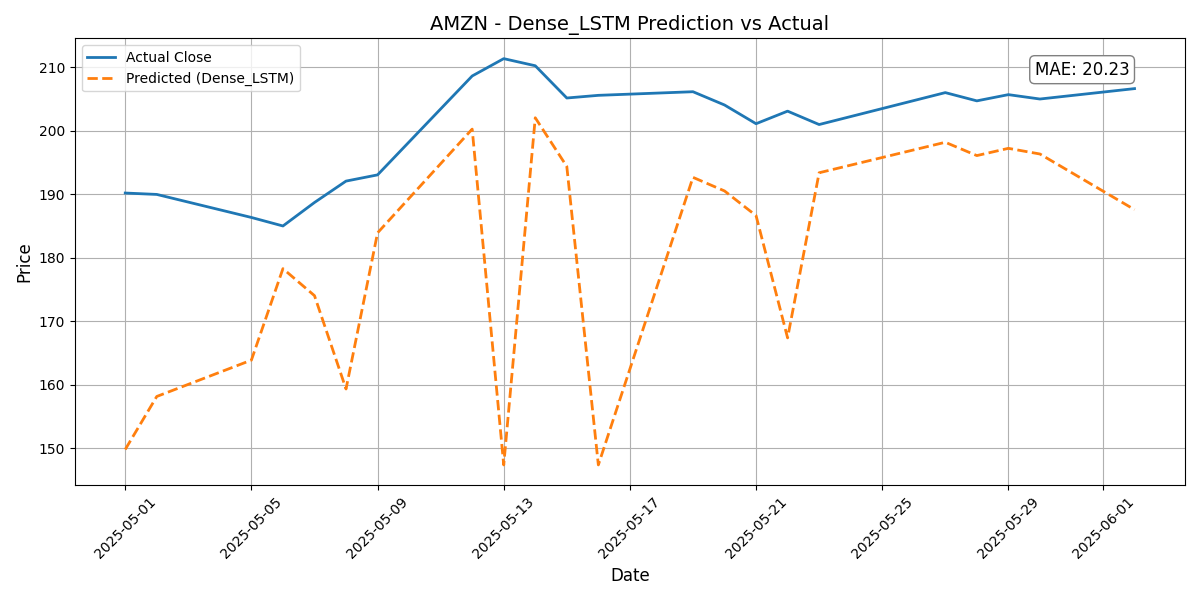 AMZN - Dense_LSTM Prediction vs Actual
Actual Close
Predicted (Dense_LSTM)
MAE: 20.23
Price
210
200
190
180
170
160
150
2025-05-01
2025-05-05
2025-05-09
2025-05-13
2025-05-17
2025-05-21
2025-05-25
2025-05-29
2025-06-01
Date